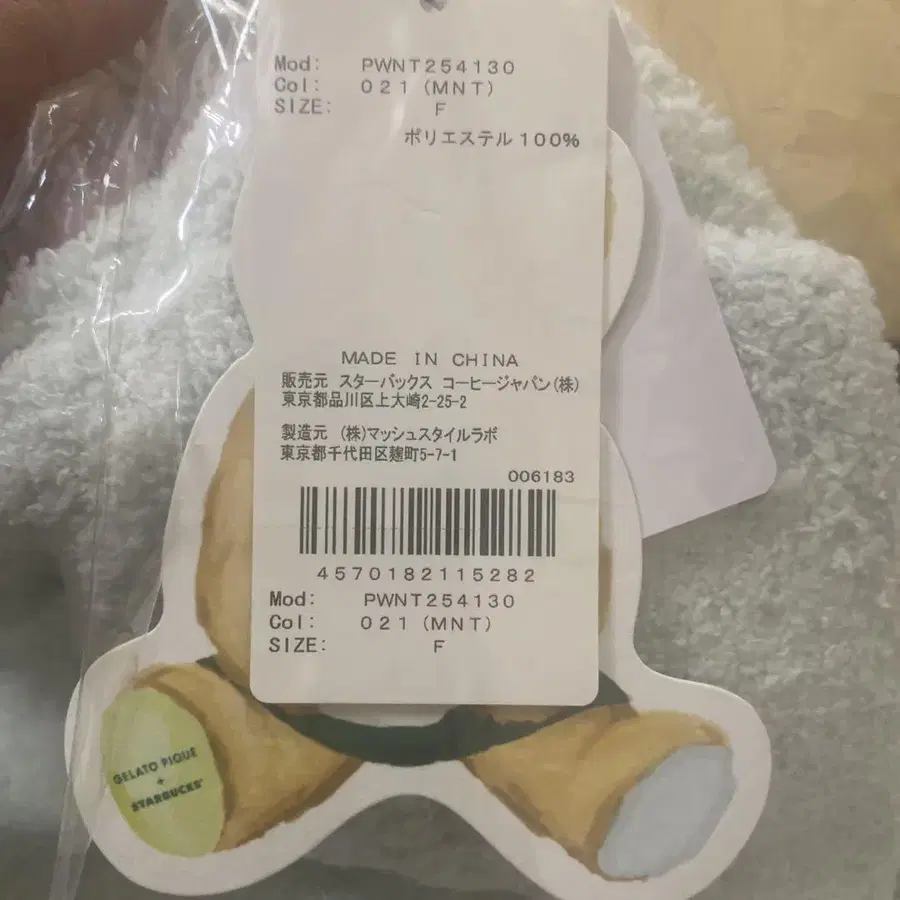 Mod: PWNT254130
Col: 021(MNT)
SIZE: F
ポリエステル100%
MADE IN CHINA
販売元 スターバックス コーヒージャパン(株)
東京都品川区上大崎2-25-2
製造元 (株)マッシュスタイルラボ
東京都千代田区麹町5-7-1
006183
4570182115282
Mod: PWNT254130
Col: 021(MNT)
SIZE: F
GELATO PIQUE
+
STARBUCKS